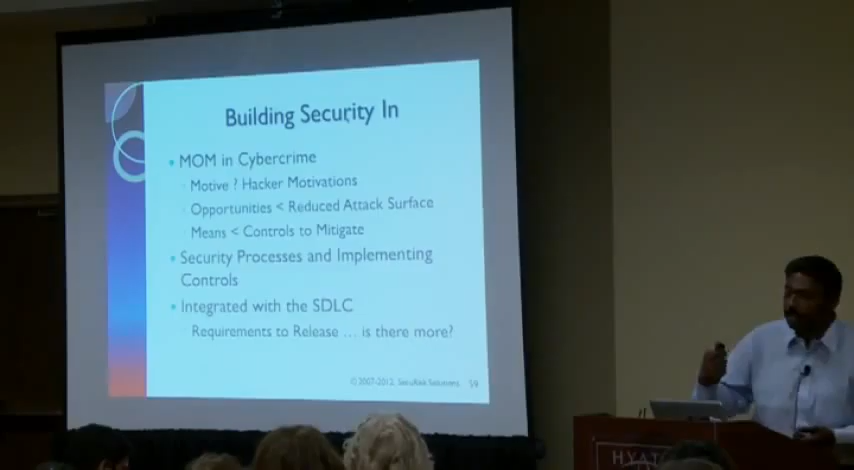 Building Security In
• MOM in Cybercrime
Motive ? Hacker Motivations
Opportunities < Reduced Attack Surface
Means < Controls to Mitigate
• Security Processes and Implementing
Controls
• Integrated with the SDLC
Requirements to Release … is there more?
© 2007-2012, SecuRisk Solutions 59
HYAT